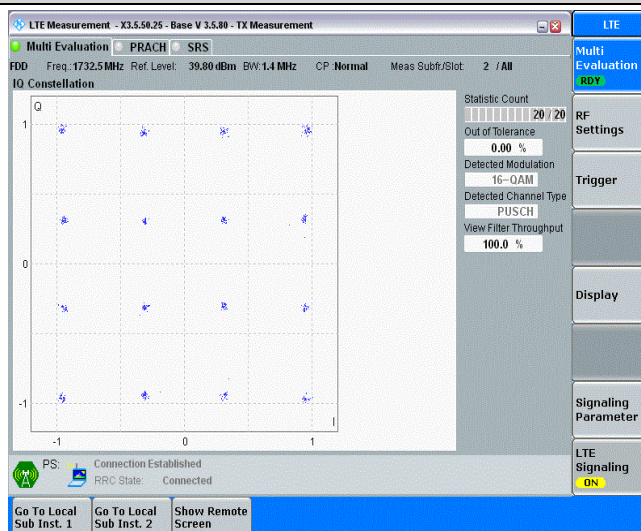 LTE Measurement - X3.5.50.25 - Base V 3.5.80 - TX Measurement
LTE
Multi Evaluation PRACH SRS
Multi Evaluation
RDY
FDD Freq.: 1732.5 MHz Ref. Level: 39.80 dBm BW: 1.4 MHz CP : Normal Meas Subfr./Slot: 2 / All
IQ Constellation
Q
1
0
-1
-1 0 1
I
Statistic Count
20 / 20
Out of Tolerance
0.00 %
Detected Modulation
16-QAM
Detected Channel Type
PUSCH
View Filter Throughput
100.0 %
RF
Settings
Trigger
Display
Signaling
Parameter
LTE
Signaling
ON
PS: Connection Established
RRC State: Connected
Go To Local
Sub Inst. 1
Go To Local
Sub Inst. 2
Show Remote
Screen